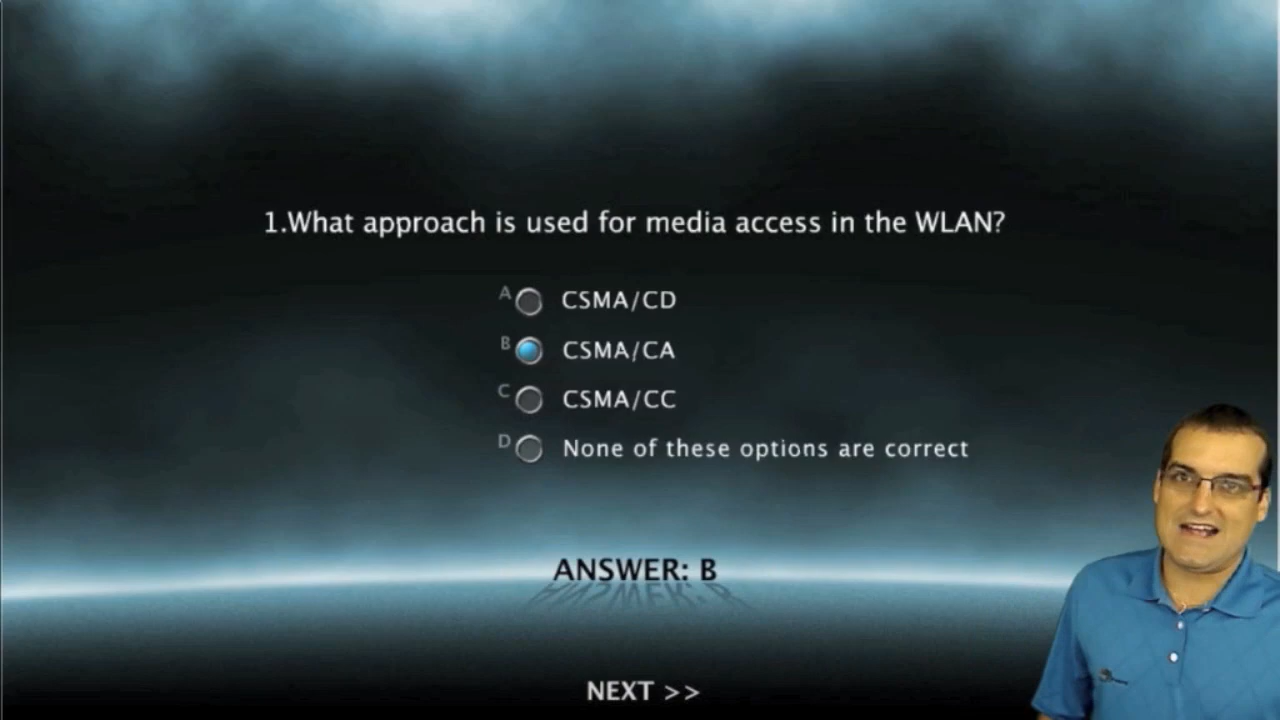 1.What approach is used for media access in the WLAN?
A CSMA/CD
B CSMA/CA
C CSMA/CC
D None of these options are correct
ANSWER: B
NEXT >>